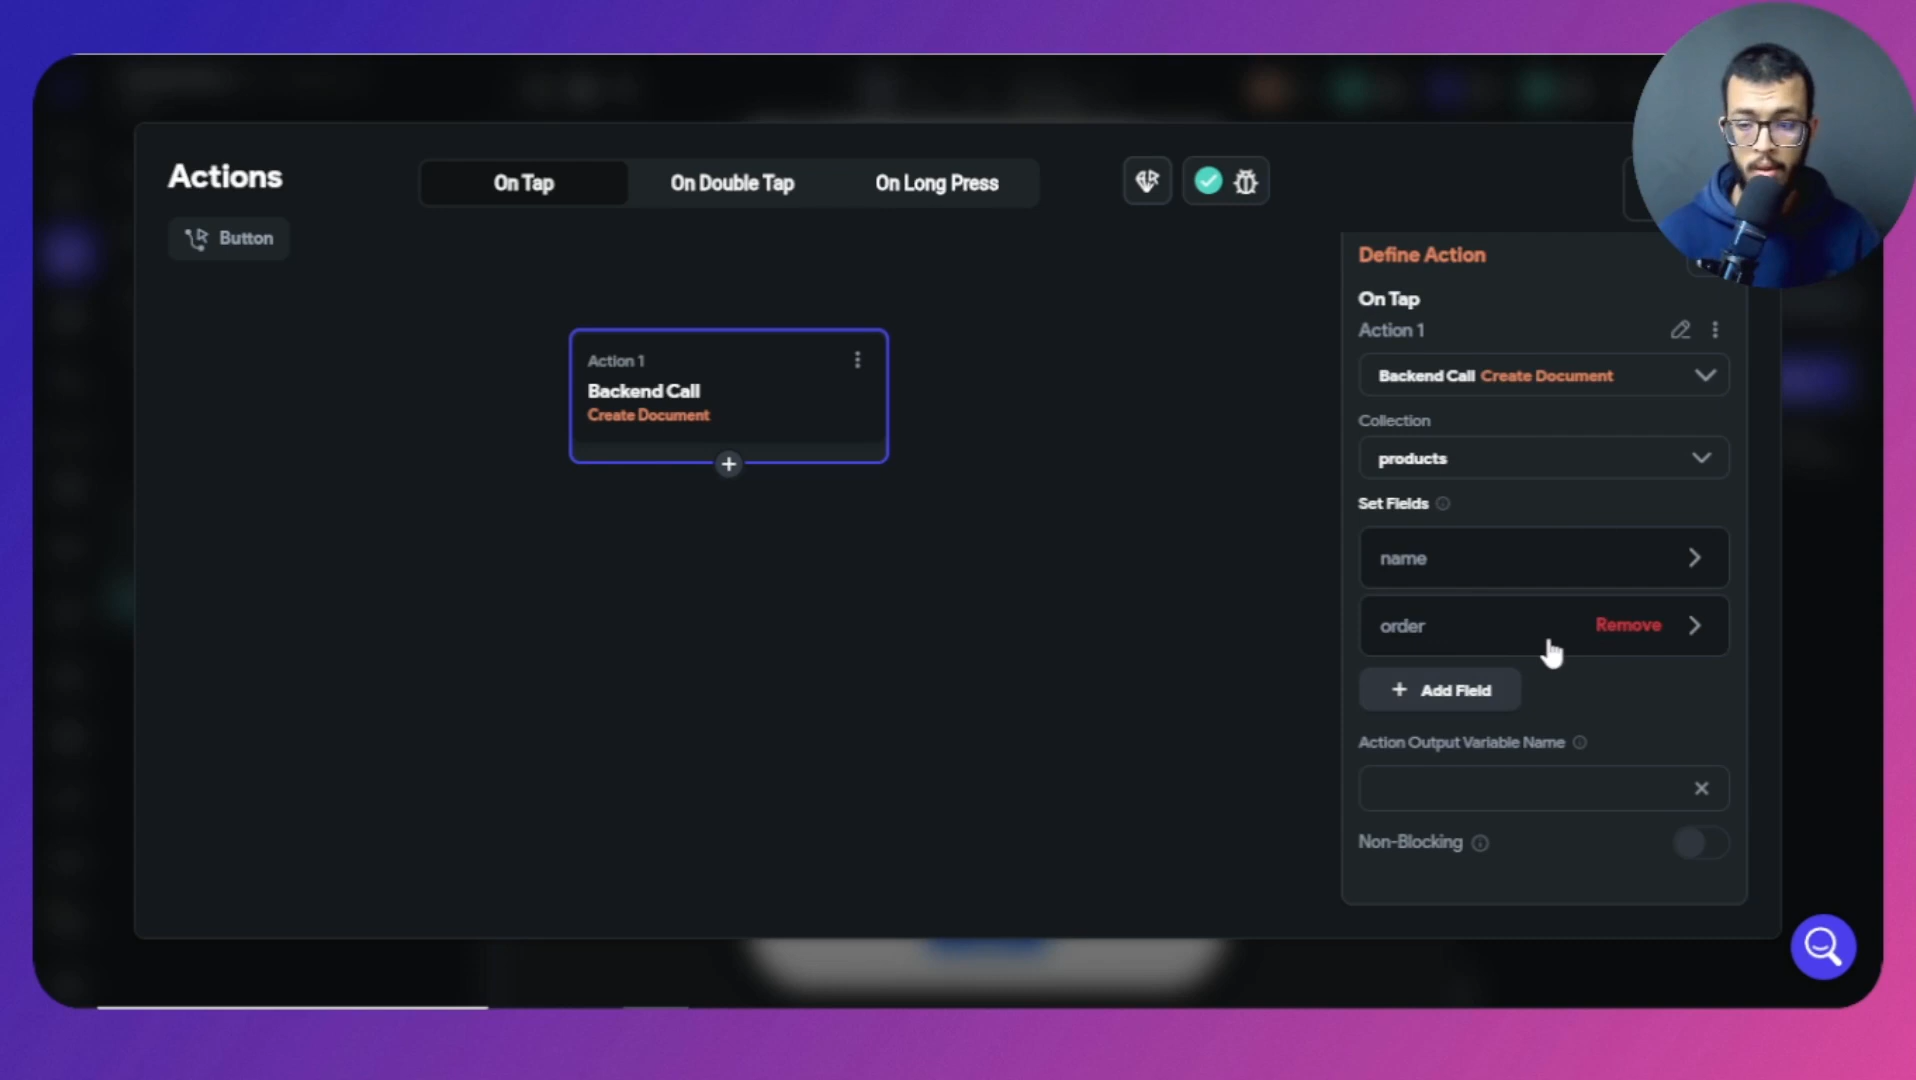 Actions
On Tap
On Double Tap
On Long Press
Button
Define Action
On Tap
Action 1
Backend Call Create Document
Collection
products
Set Fields
name
order Remove
+ Add Field
Action Output Variable Name
Non-Blocking
Action 1
Backend Call
Create Document